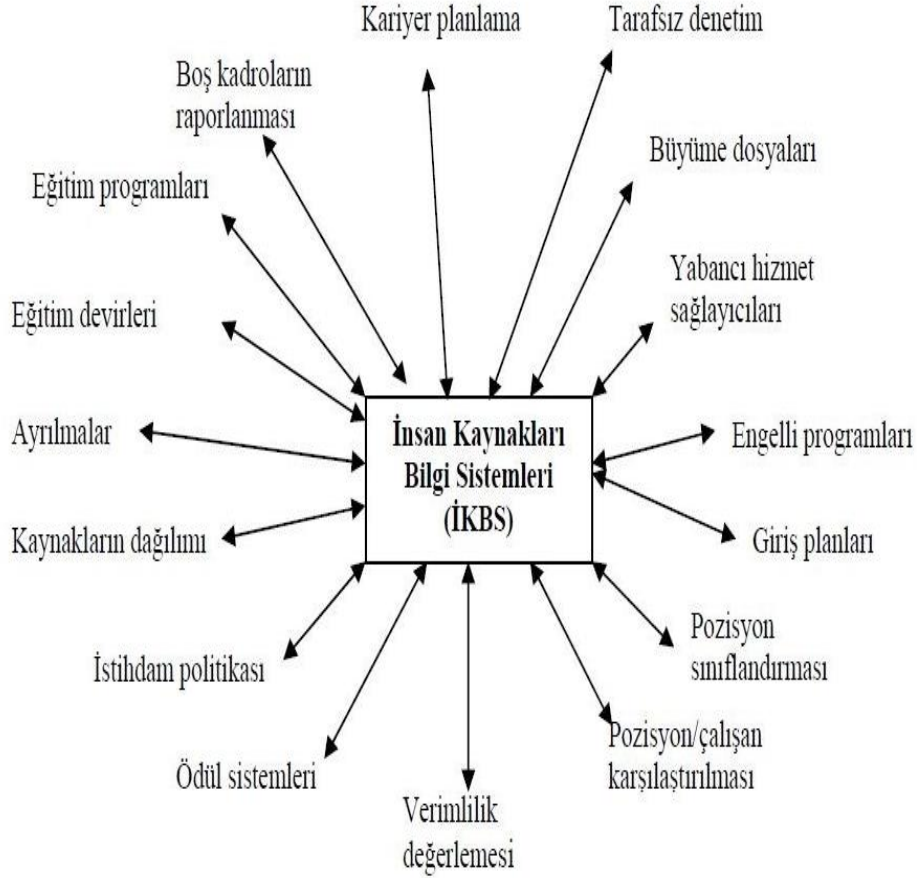 Kariyer planlama
Tarafsız denetim
Boş kadroların
raporlanması
Büyüme dosyaları
Eğitim programları
Yabancı hizmet
sağlayıcıları
Eğitim devirleri
Ayrılmalar
İnsan Kaynakları
Bilgi Sistemleri
(İKBS)
Engelli programları
Kaynakların dağılımı
Giriş planları
İstihdam politikası
Pozisyon
sınıflandırması
Ödül sistemleri
Pozisyon/çalışan
karşılaştırılması
Verimlilik
değerlemesi